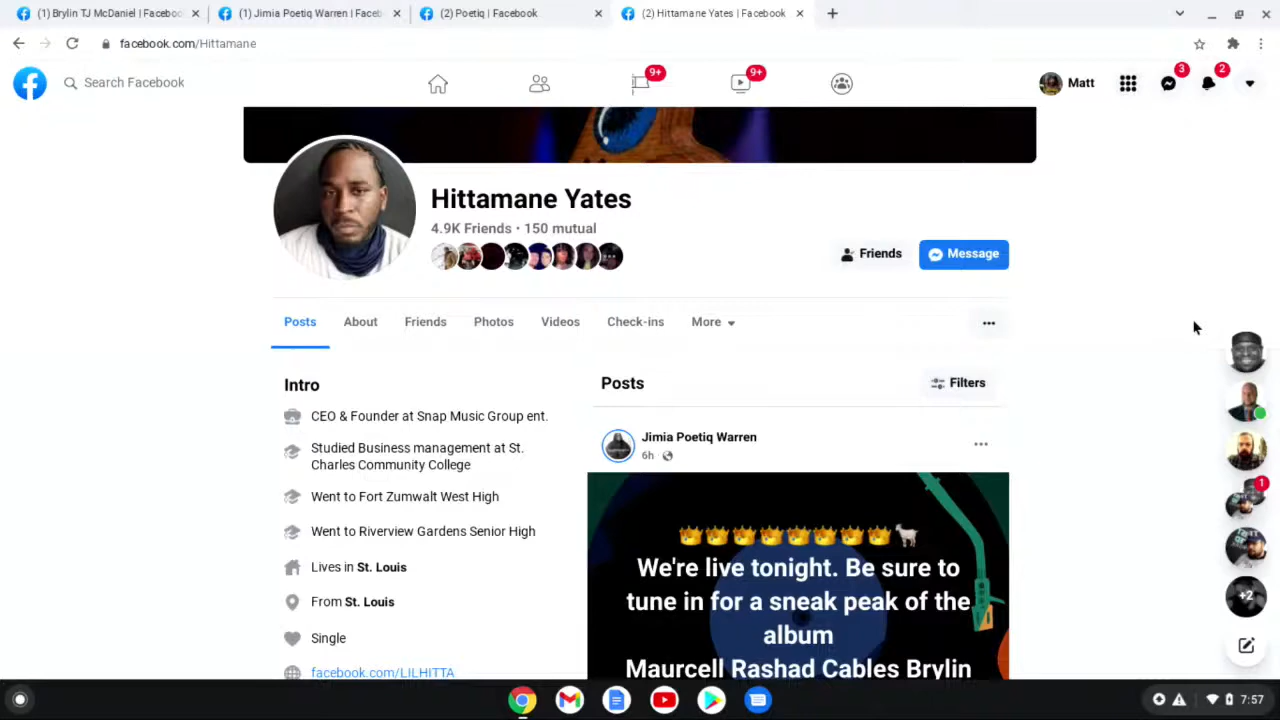 (1) Brylin TJ McDaniel | Faceboo
(1) Jimia Poetiq Warren | Faceb
(2) Poetiq | Facebook
(2) Hittamane Yates | Facebook
facebook.com/Hittamane
Search Facebook
9+
9+
Matt
3
2
Hittamane Yates
4.9K Friends · 150 mutual
Friends
Message
Posts
About
Friends
Photos
Videos
Check-ins
More
Intro
CEO & Founder at Snap Music Group ent.
Studied Business management at St.
Charles Community College
Went to Fort Zumwalt West High
Went to Riverview Gardens Senior High
Lives in St. Louis
From St. Louis
Single
facebook.com/LILHITTA
Posts
Filters
Jimia Poetiq Warren
6h
👑👑👑👑👑👑👑👑🐐
We're live tonight. Be sure to
tune in for a sneak peak of the
album
Maurcell Rashad Cables Brylin
1
+2
7:57